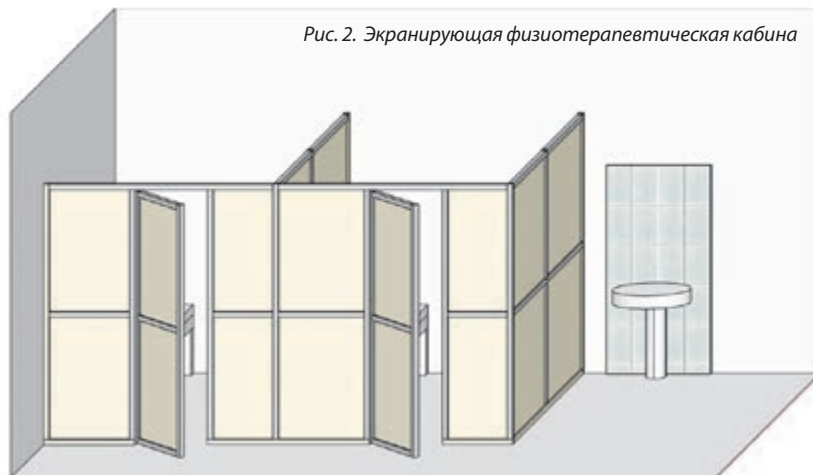 Рис. 2. Экранирующая физиотерапевтическая кабина